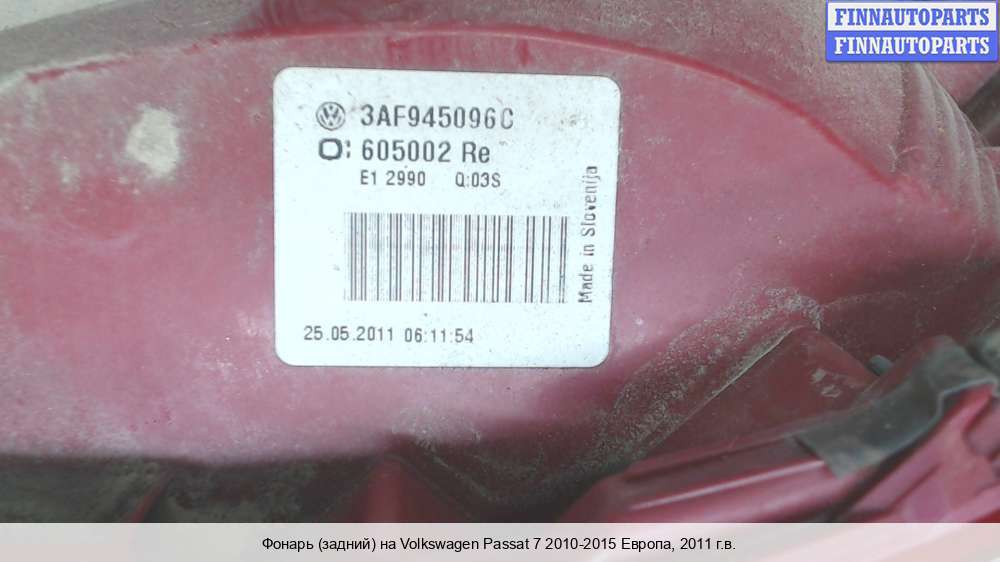 FINNAUTOPARTS
FINNAUTOPARTS
3AF945096C
605002 Re
E1 2990 Q:03S
Made in Slovenija
25.05.2011 06:11:54
Фонарь (задний) на Volkswagen Passat 7 2010-2015 Европа, 2011 г.в.